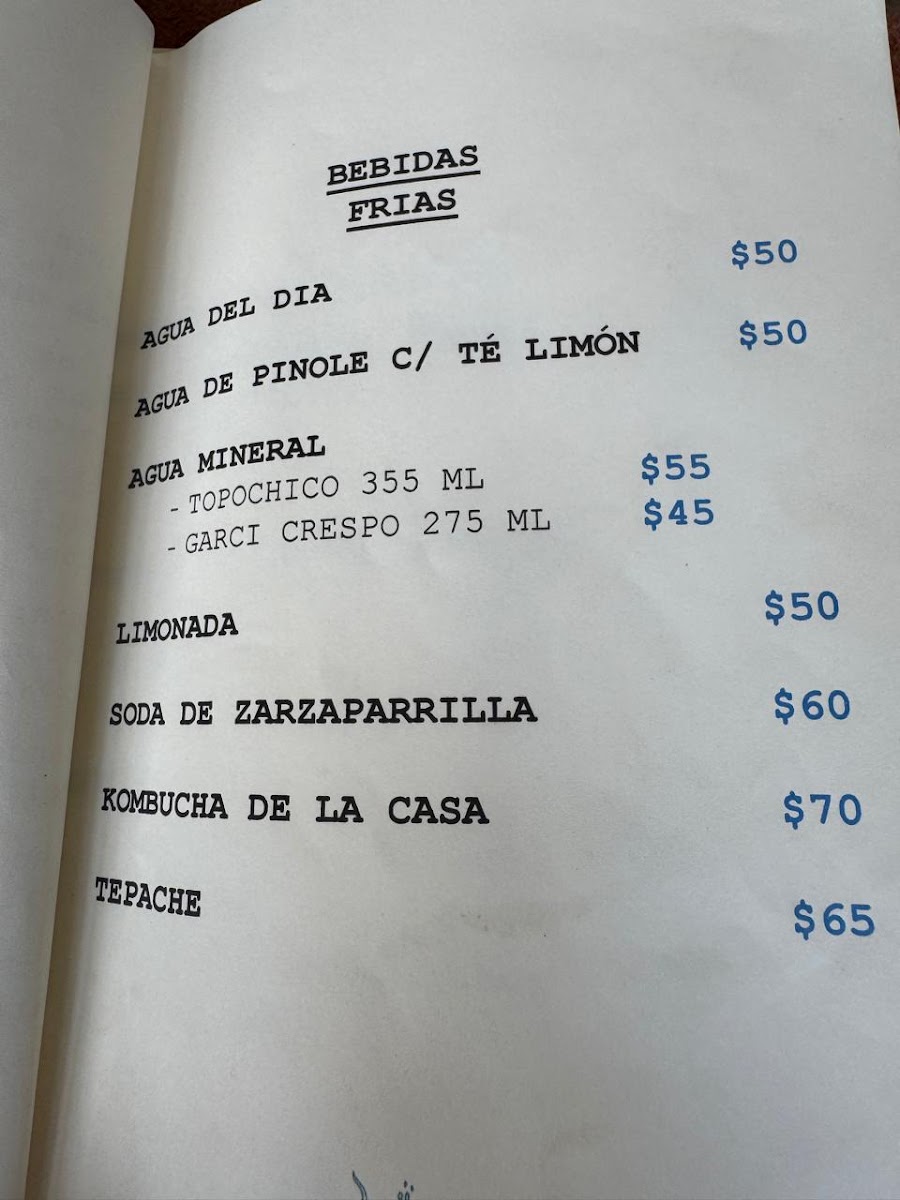 BEBIDAS
FRIAS
AGUA DEL DIA $50
AGUA DE PINOLE C/ TÉ LIMÓN $50
AGUA MINERAL
- TOPOCHICO 355 ML $55
- GARCI CRESPO 275 ML $45
LIMONADA $50
SODA DE ZARZAPARRILLA $60
KOMBUCHA DE LA CASA $70
TEPACHE $65